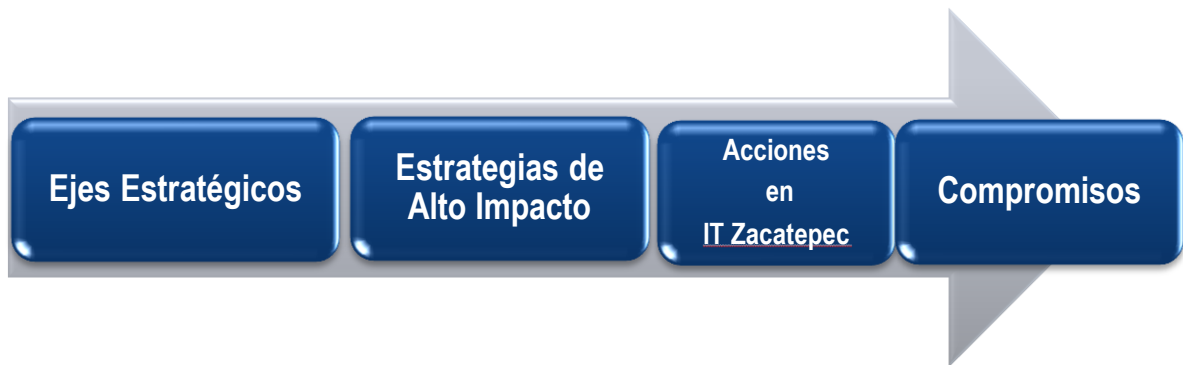 Ejes Estratégicos
Estrategias de
Alto Impacto
Acciones
en
IT Zacatepec
Compromisos